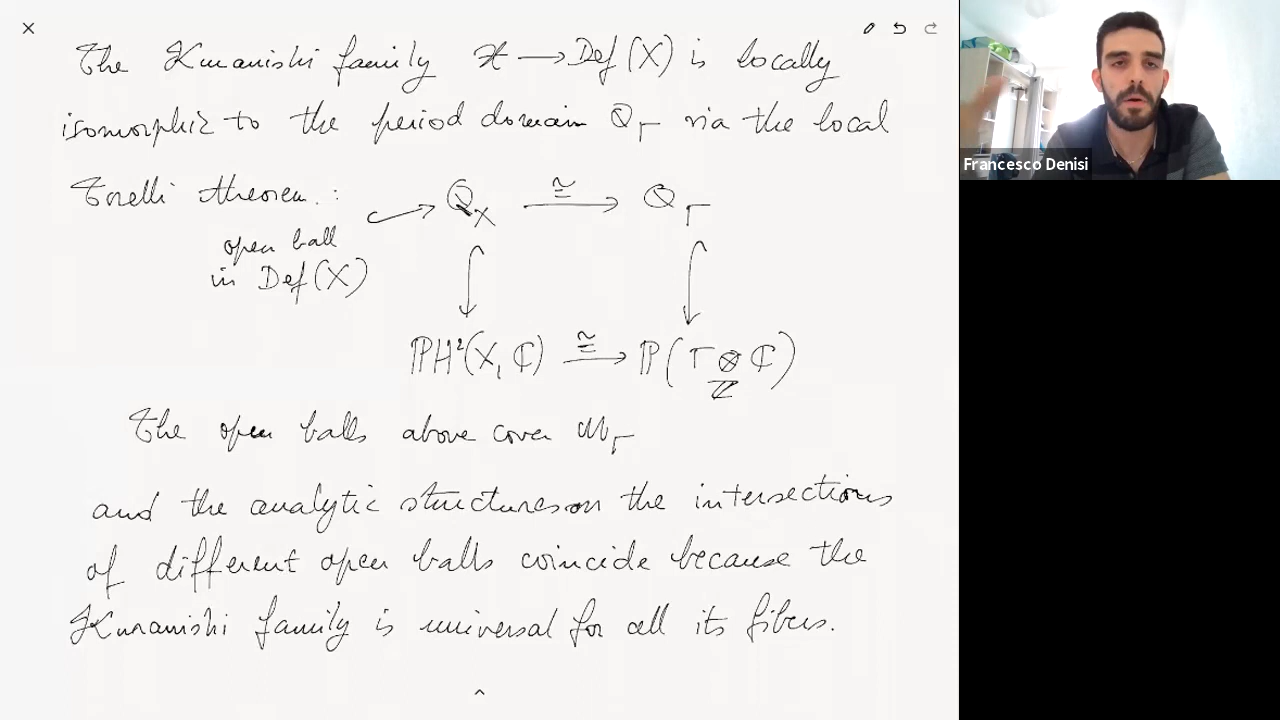 The Kuranishi family 𝒳 → Def(X) is locally
isomorphic to the period domain Q_Γ via the local
Torelli theorem. :
open ball
in Def(X) ↪ Q_X ≅→ Q_Γ
ℙH²(X, ℂ) ≅→ ℙ(Γ ⊗_ℤ ℂ)
The open balls above cover 𝓜_Γ
and the analytic structures on the intersections
of different open balls coincide because the
Kuranishi family is universal for all its fibers.
Francesco Denisi